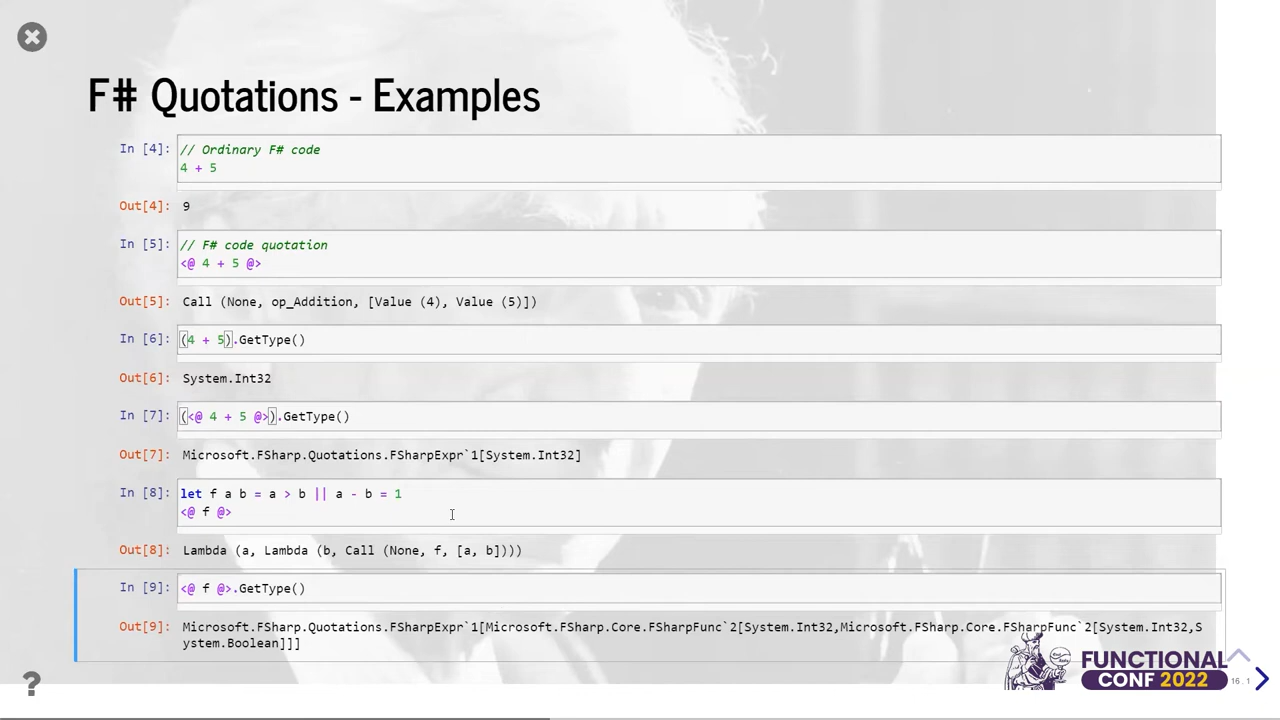 F# Quotations - Examples
In [4]:
// Ordinary F# code
4 + 5
Out[4]: 9
In [5]:
// F# code quotation
<@ 4 + 5 @>
Out[5]: Call (None, op_Addition, [Value (4), Value (5)])
In [6]: (4 + 5).GetType()
Out[6]: System.Int32
In [7]: (<@ 4 + 5 @>).GetType()
Out[7]: Microsoft.FSharp.Quotations.FSharpExpr`1[System.Int32]
In [8]: let f a b = a > b || a - b = 1
<@ f @>
Out[8]: Lambda (a, Lambda (b, Call (None, f, [a, b])))
In [9]: <@ f @>.GetType()
Out[9]: Microsoft.FSharp.Quotations.FSharpExpr`1[Microsoft.FSharp.Core.FSharpFunc`2[System.Int32,Microsoft.FSharp.Core.FSharpFunc`2[System.Int32,S
ystem.Boolean]]]
FUNCTIONAL
CONF 2022
16.1
?